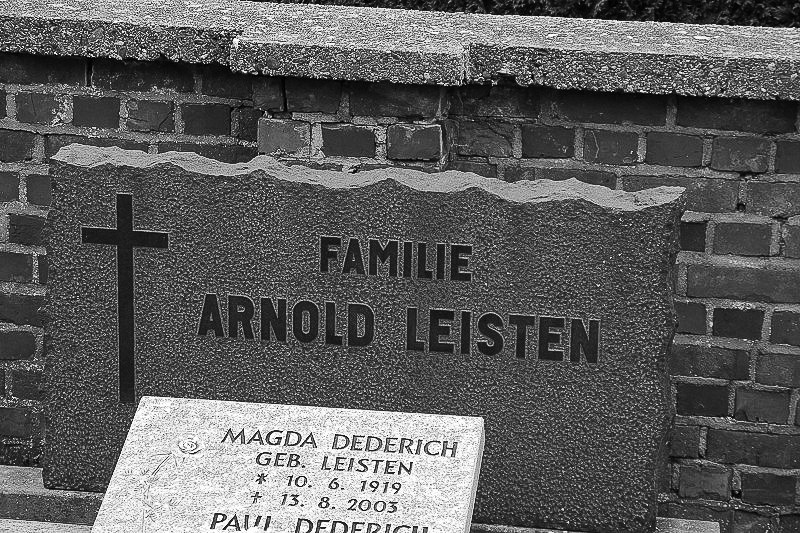 FAMILIE
ARNOLD LEISTEN
MAGDA DEDERICH
GEB. LEISTEN
* 10. 6. 1919
† 13. 8. 2003
PAUL DEDERICH